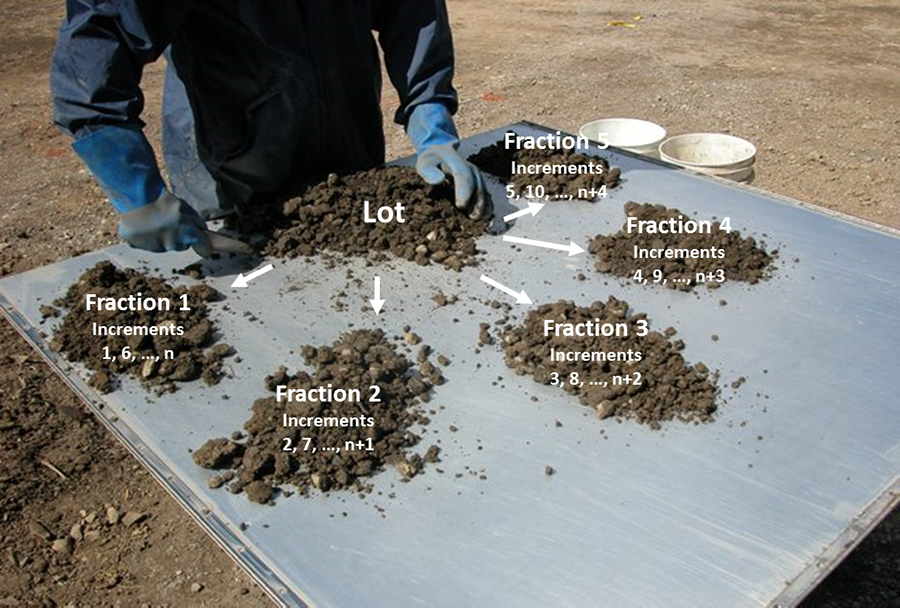 Lot
Fraction 1
Increments
1, 6, ..., n
Fraction 2
Increments
2, 7, ..., n+1
Fraction 3
Increments
3, 8, ..., n+2
Fraction 4
Increments
4, 9, ..., n+3
Fraction 5
Increments
5, 10, ..., n+4